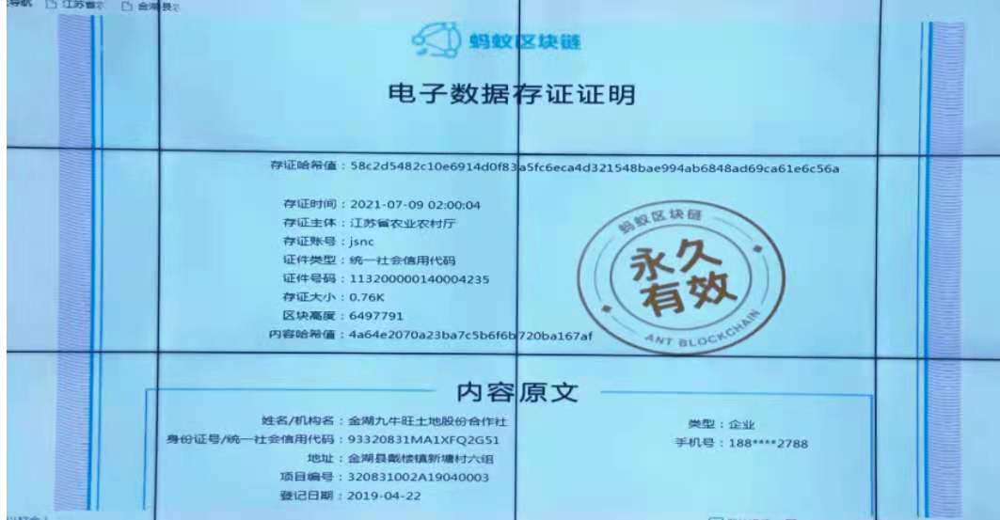 江苏省农
金湖县农
蚂蚁区块链
电子数据存证证明
存证哈希值：58c2d5482c10e6914d0f83a5fc6eca4d321548bae994ab6848ad69ca61e6c56a
存证时间：2021-07-09 02:00:04
存证主体：江苏省农业农村厅
存证账号：jsnc
证件类型：统一社会信用代码
证件号码：113200000140004235
存证大小：0.76K
区块高度：6497791
内容哈希值：4a64e2070a23ba7c5b6f6b720ba167af
蚂蚁区块链
永久
有效
ANT BLOCKCHAIN
内容原文
姓名/机构名：金湖九牛旺土地股份合作社
类型：企业
身份证号/统一社会信用代码：93320831MA1XFQ2G51
手机号：188****2788
地址：金湖县戴楼镇新塘村六组
项目编号：320831002A19040003
登记日期：2019-04-22